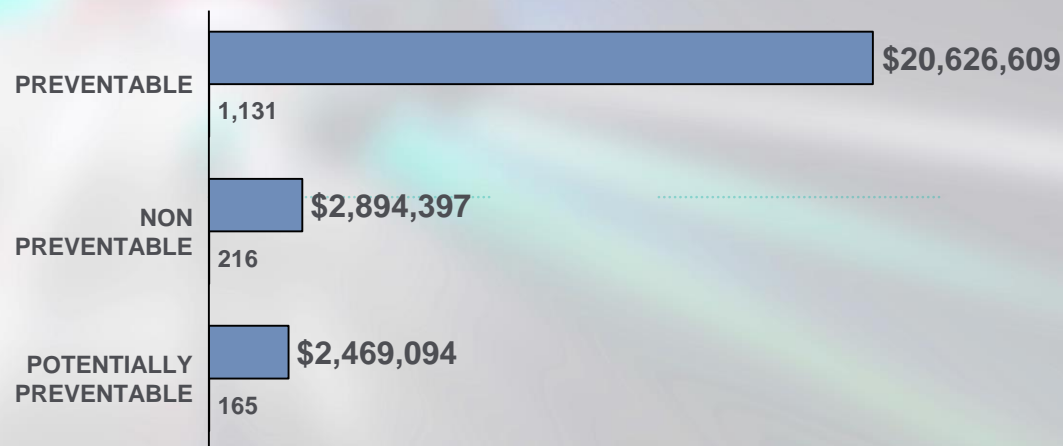 PREVENTABLE
$20,626,609
1,131
NON
PREVENTABLE
$2,894,397
216
POTENTIALLY
PREVENTABLE
$2,469,094
165